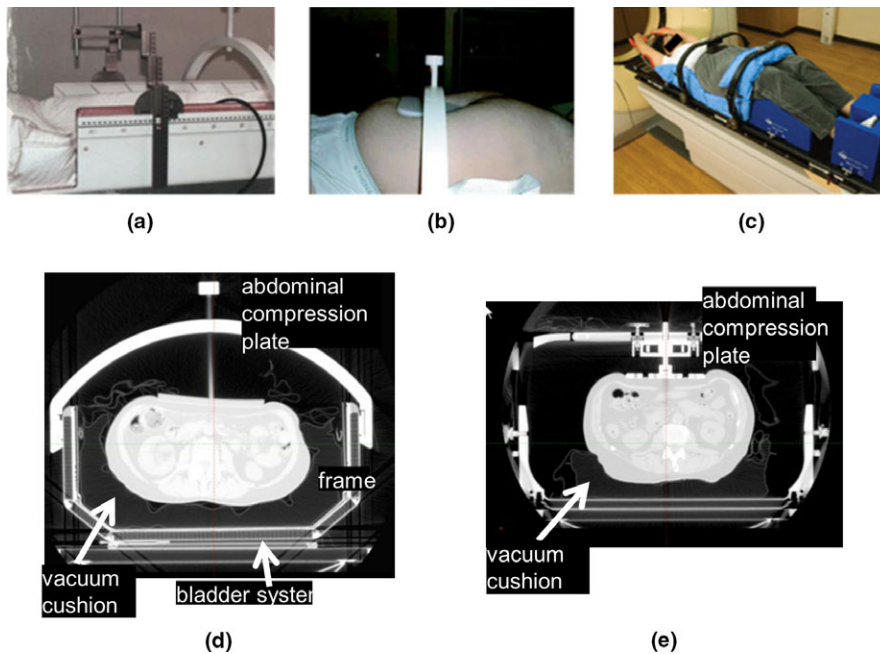 (a)
(b)
(c)
abdominal
compression
plate
frame
vacuum
cushion
bladder syster
(d)
abdominal
compression
plate
vacuum
cushion
(e)